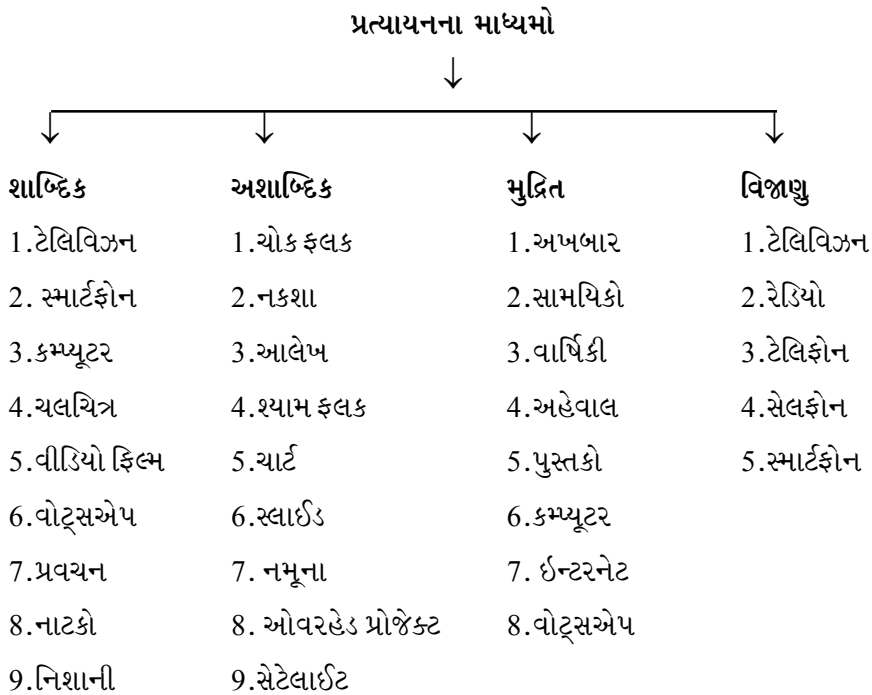 પ્રત્યાયનના માધ્યમો
શાબ્દિક અશાબ્દિક મુદ્રિત વિજાણુ
1.ટેલિવિઝન 1.ચોક ફલક 1.અખબાર 1.ટેલિવિઝન
2. સ્માર્ટફોન 2.નકશા 2.સામયિકો 2.રેડિયો
3.કમ્પ્યૂટર 3.આલેખ 3.વાર્ષિકી 3.ટેલિફોન
4.ચલચિત્ર 4.શ્યામ ફલક 4.અહેવાલ 4.સેલફોન
5.વીડિયો ફિલ્મ 5.ચાર્ટ 5.પુસ્તકો 5.સ્માર્ટફોન
6.વોટ્સએપ 6.સ્લાઈડ 6.કમ્પ્યૂટર
7.પ્રવચન 7. નમૂના 7. ઇન્ટરનેટ
8.નાટકો 8. ઓવરહેડ પ્રોજેક્ટ 8.વોટ્સએપ
9.નિશાની 9.સેટેલાઈટ